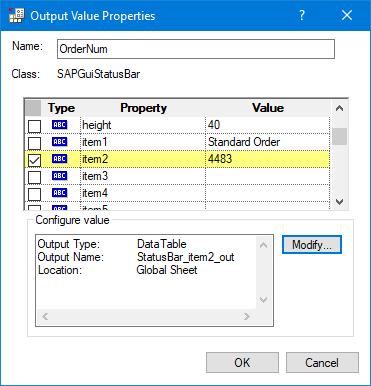 Output Value Properties
Name: OrderNum
Class: SAPGuiStatusBar
Type Property Value
ABC height 40
ABC item1 Standard Order
ABC item2 4483
ABC item3
ABC item4
ABC item5
Configure value
Output Type: DataTable
Output Name: StatusBar_item2_out
Location: Global Sheet
Modify...
OK Cancel